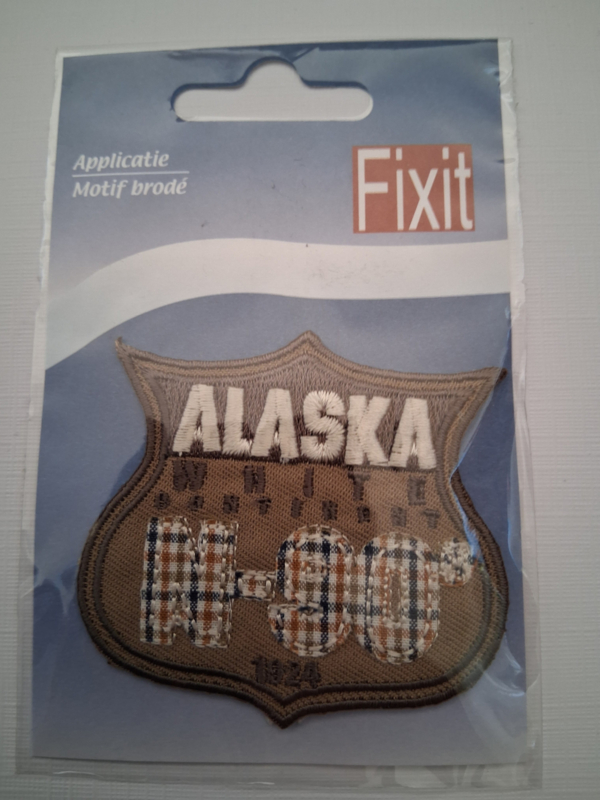 Applicatie
Motif brodé
Fixit
ALASKA
WHITE
CONTINENT
N-90°
1924